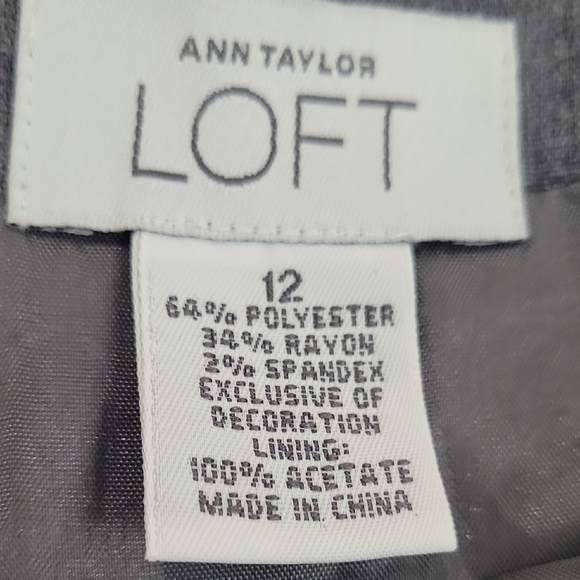 ANN TAYLOR
LOFT
12
64% POLYESTER
34% RAYON
2% SPANDEX
EXCLUSIVE OF
DECORATION
LINING:
100% ACETATE
MADE IN CHINA